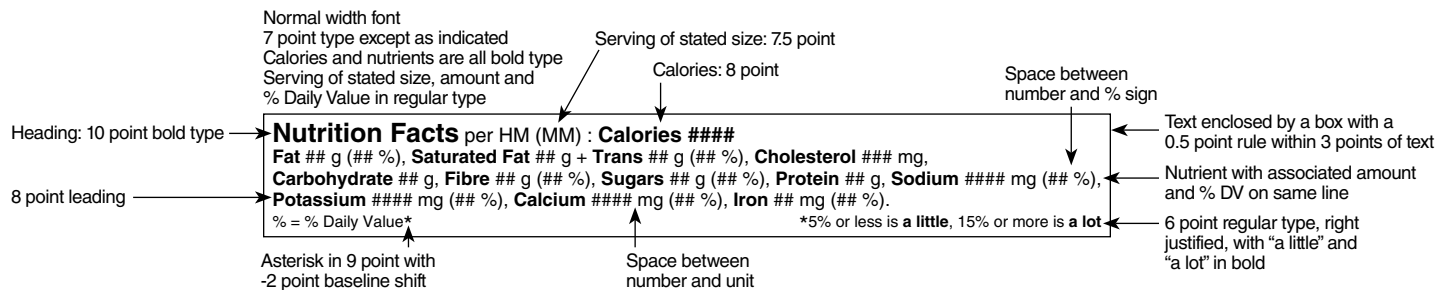 Normal width font
7 point type except as indicated
Calories and nutrients are all bold type
Serving of stated size, amount and
% Daily Value in regular type
Serving of stated size: 7.5 point
Calories: 8 point
Space between
number and % sign
Heading: 10 point bold type
Nutrition Facts per HM (MM) : Calories ####
Fat ## g (## %), Saturated Fat ## g + Trans ## g (## %), Cholesterol ### mg,
Carbohydrate ## g, Fibre ## g (## %), Sugars ## g (## %), Protein ## g, Sodium #### mg (## %),
Potassium #### mg (## %), Calcium #### mg (## %), Iron ## mg (## %).
% = % Daily Value*
*5% or less is a little, 15% or more is a lot
8 point leading
Text enclosed by a box with a
0.5 point rule within 3 points of text
Nutrient with associated amount
and % DV on same line
6 point regular type, right
justified, with “a little” and
“a lot” in bold
Asterisk in 9 point with
-2 point baseline shift
Space between
number and unit